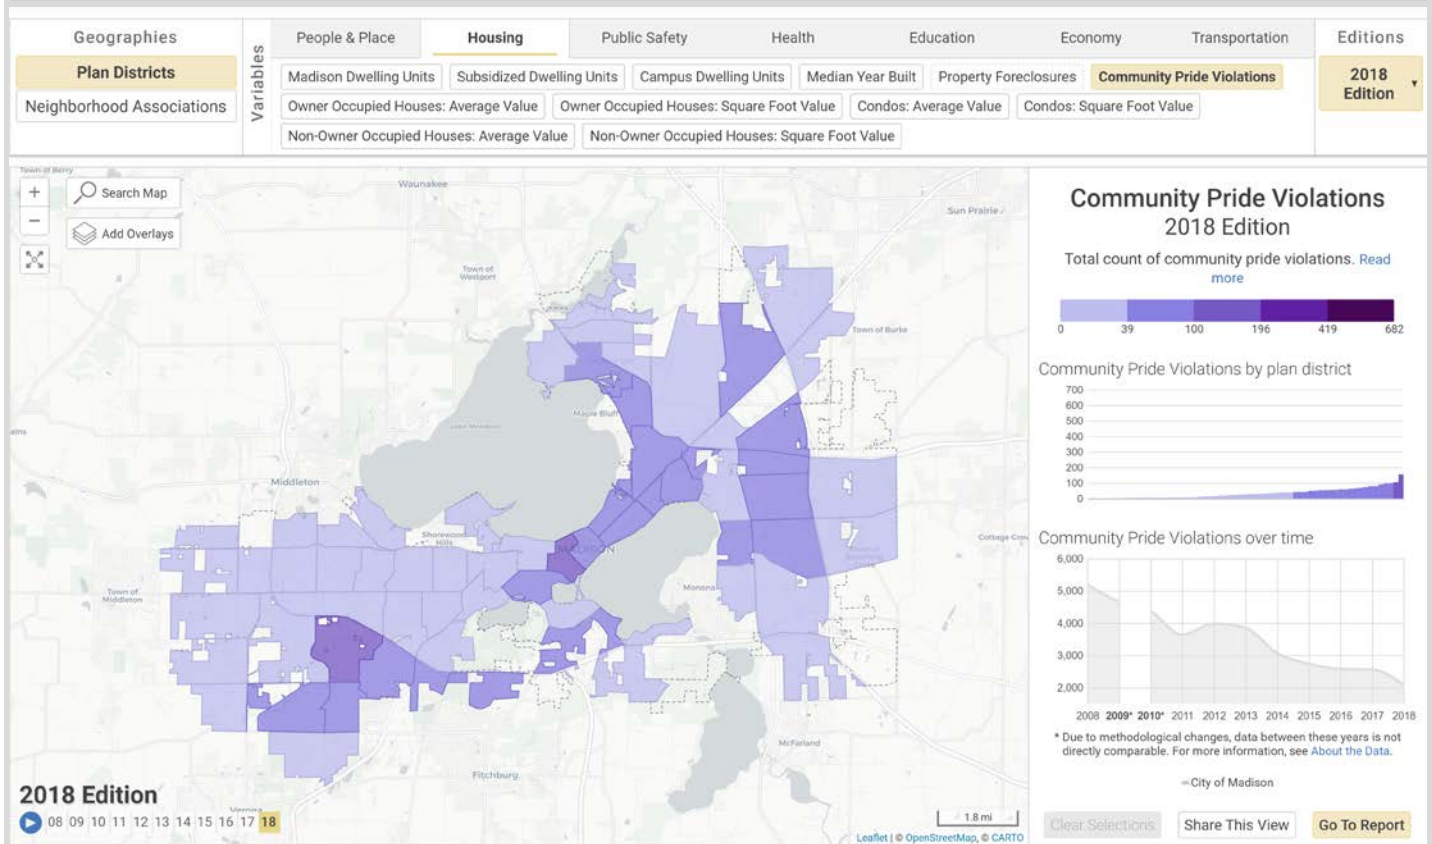 Geographies
Plan Districts
Neighborhood Associations
Variables
People & Place
Housing
Public Safety
Health
Education
Economy
Transportation
Madison Dwelling Units
Subsidized Dwelling Units
Campus Dwelling Units
Median Year Built
Property Foreclosures
Community Pride Violations
Owner Occupied Houses: Average Value
Owner Occupied Houses: Square Foot Value
Condos: Average Value
Condos: Square Foot Value
Non-Owner Occupied Houses: Average Value
Non-Owner Occupied Houses: Square Foot Value
Editions
2018
Edition
Town of Berry
+
−
Search Map
Add Overlays
Waunakee
Sun Prairie
Town of
Westport
Town of Burke
Maple Bluff
Lake Mendota
Middleton
Shorewood
Hills
MADISON
Cottage Grov
Town of
Middleton
Monona
McFarland
Fitchburg
Verona
2018 Edition
08 09 10 11 12 13 14 15 16 17 18
1.8 mi
Leaflet | © OpenStreetMap, © CARTO
Community Pride Violations
2018 Edition
Total count of community pride violations. Read
more
0 39 100 196 419 682
Community Pride Violations by plan district
700
600
500
400
300
200
100
0
Community Pride Violations over time
6,000
5,000
4,000
3,000
2,000
2008 2009* 2010* 2011 2012 2013 2014 2015 2016 2017 2018
* Due to methodological changes, data between these years is not
directly comparable. For more information, see About the Data.
City of Madison
Clear Selections
Share This View
Go To Report